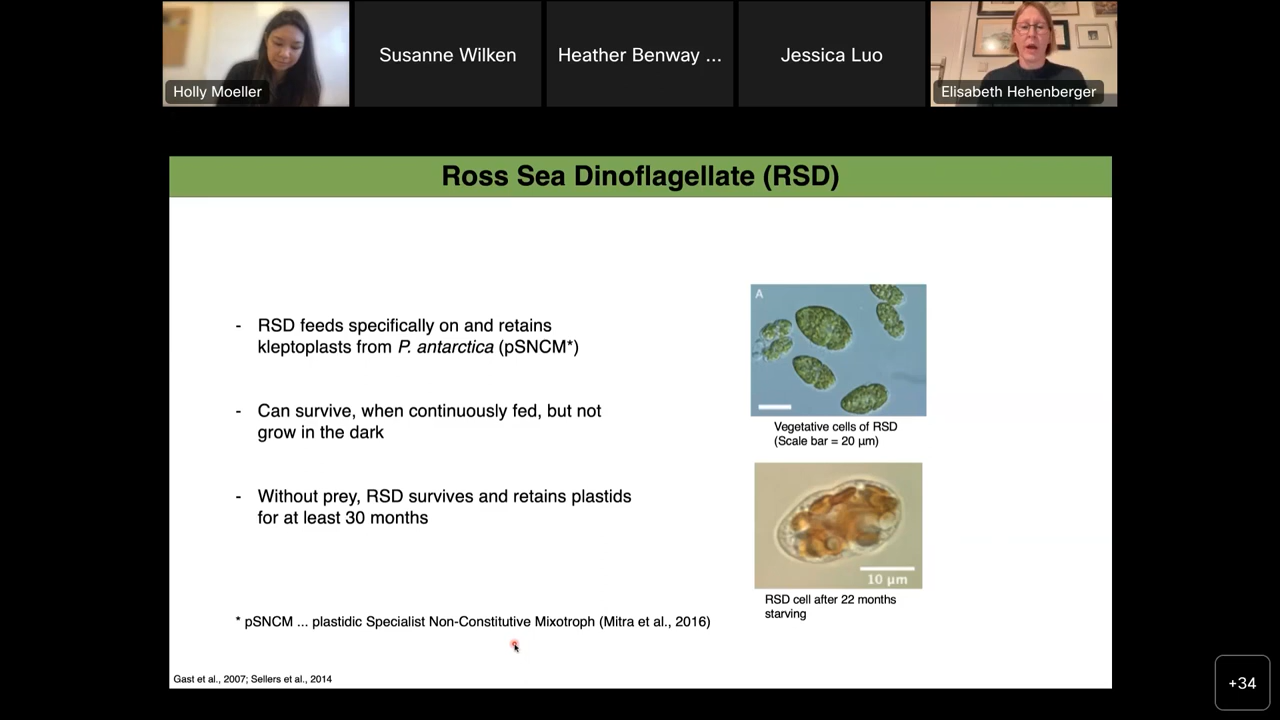 Susanne Wilken
Heather Benway ...
Jessica Luo
Holly Moeller
Elisabeth Hehenberger
Ross Sea Dinoflagellate (RSD)
- RSD feeds specifically on and retains
kleptoplasts from P. antarctica (pSNCM*)
- Can survive, when continuously fed, but not
grow in the dark
- Without prey, RSD survives and retains plastids
for at least 30 months
* pSNCM ... plastidic Specialist Non-Constitutive Mixotroph (Mitra et al., 2016)
Gast et al., 2007; Sellers et al., 2014
A
Vegetative cells of RSD
(Scale bar = 20 μm)
10 μm
RSD cell after 22 months
starving
+34